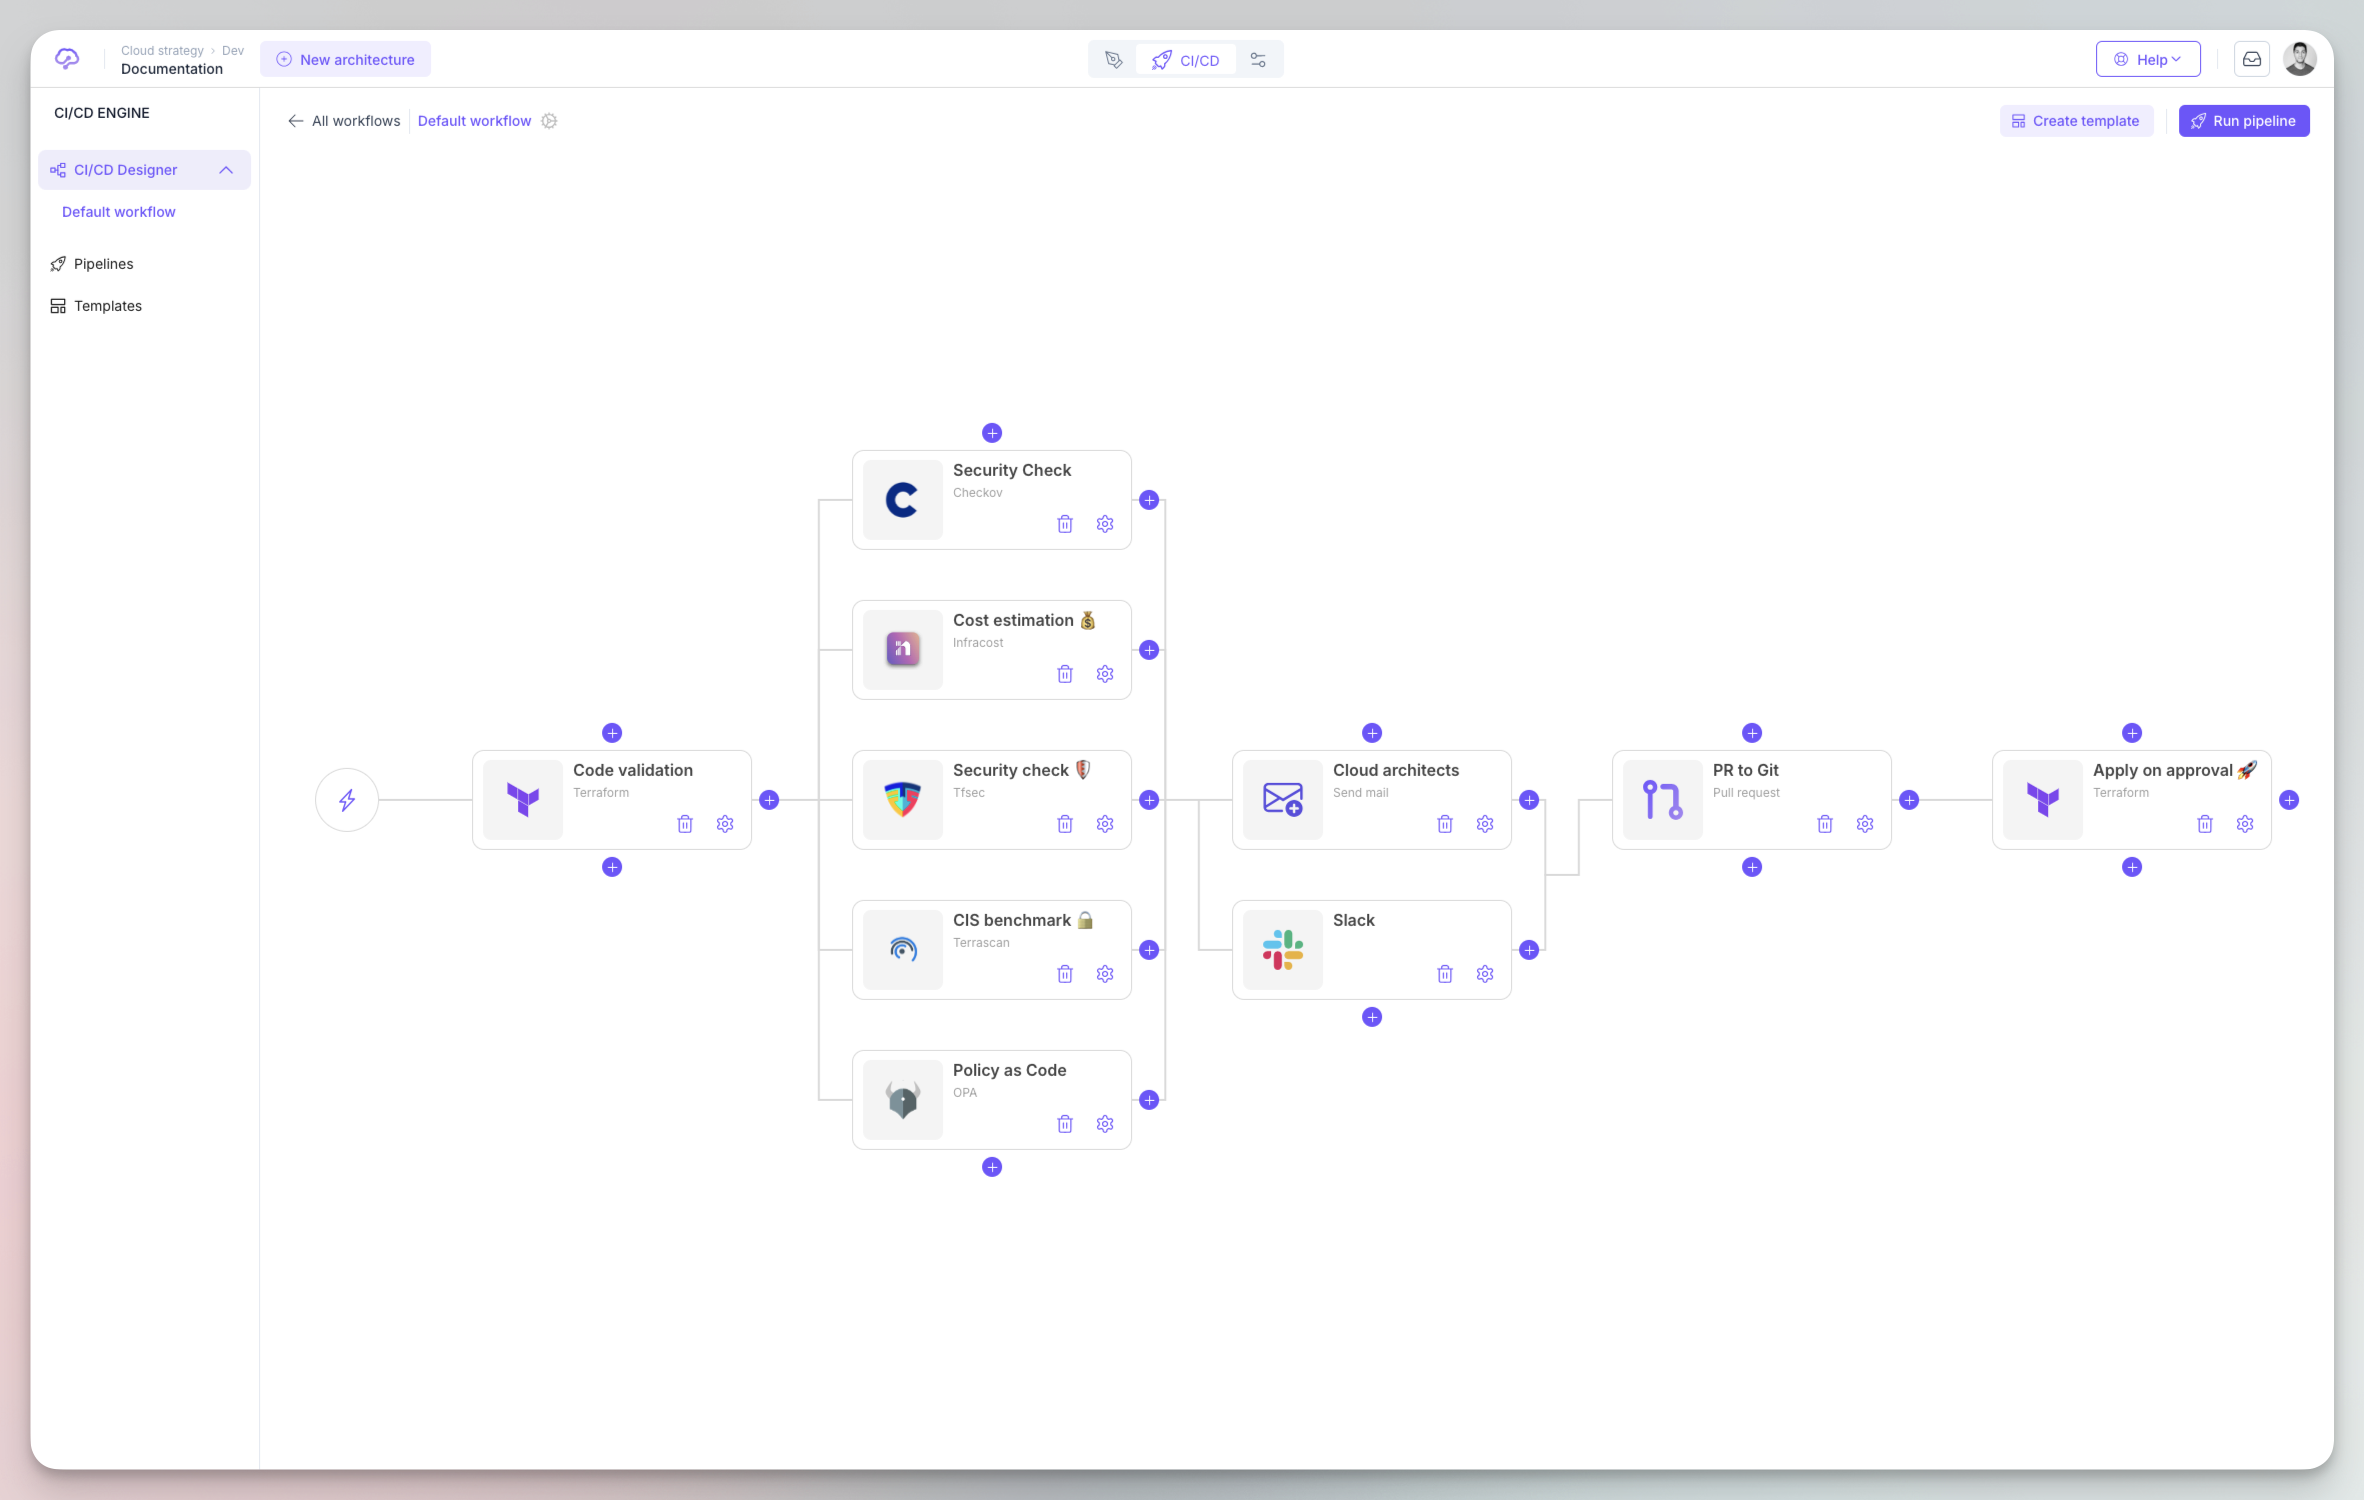 Cloud strategy › Dev
Documentation
New architecture
CI/CD
Help
CI/CD ENGINE
CI/CD Designer
Default workflow
Pipelines
Templates
All workflows
Default workflow
Create template
Run pipeline
Code validation
Terraform
Security Check
Checkov
Cost estimation 💰
Infracost
Security check 🛡️
Tfsec
CIS benchmark 🔒
Terrascan
Policy as Code
OPA
Cloud architects
Send mail
Slack
PR to Git
Pull request
Apply on approval 🚀
Terraform